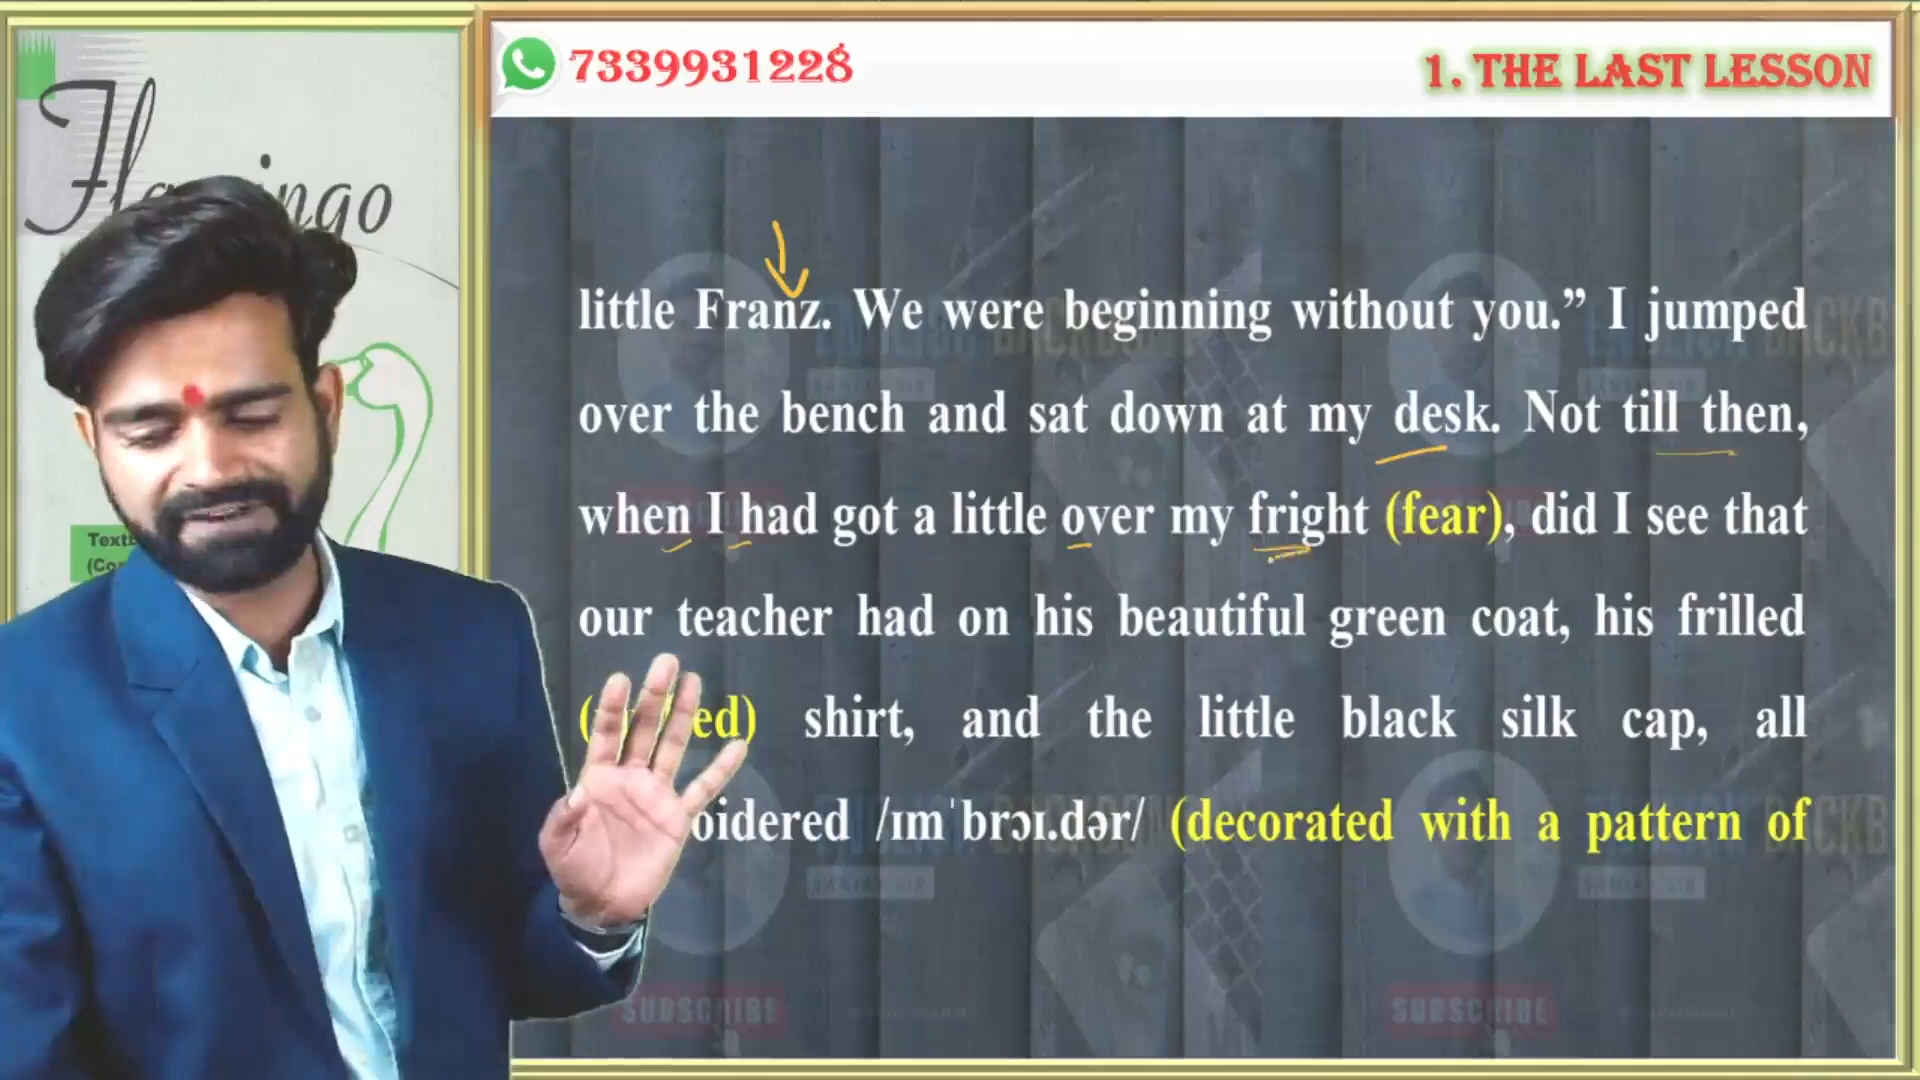 Flamingo
7339931228
1. THE LAST LESSON
little Franz. We were beginning without you.” I jumped
over the bench and sat down at my desk. Not till then,
when I had got a little over my fright (fear), did I see that
our teacher had on his beautiful green coat, his frilled
shirt, and the little black silk cap, all
oidered /ɪmˈbrɔɪ.dər/ (decorated with a pattern of
SUBSCRIBE
SUBSCRIBE